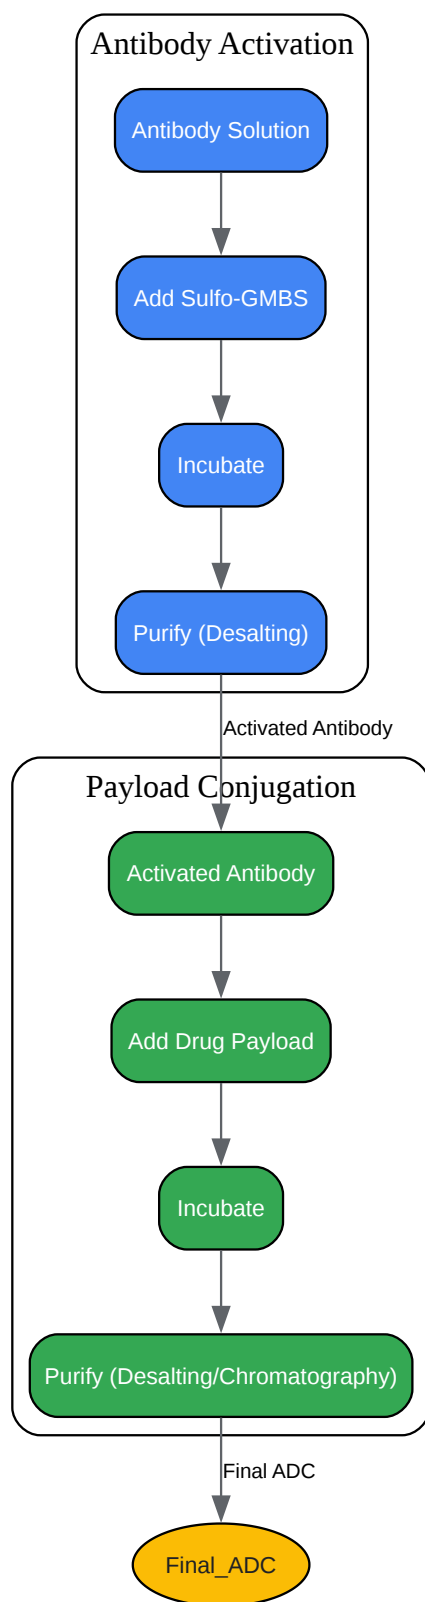 Antibody Activation
Antibody Solution
Add Sulfo-GMBS
Incubate
Purify (Desalting)
Activated Antibody
Payload Conjugation
Activated Antibody
Add Drug Payload
Incubate
Purify (Desalting/Chromatography)
Final ADC
Final_ADC